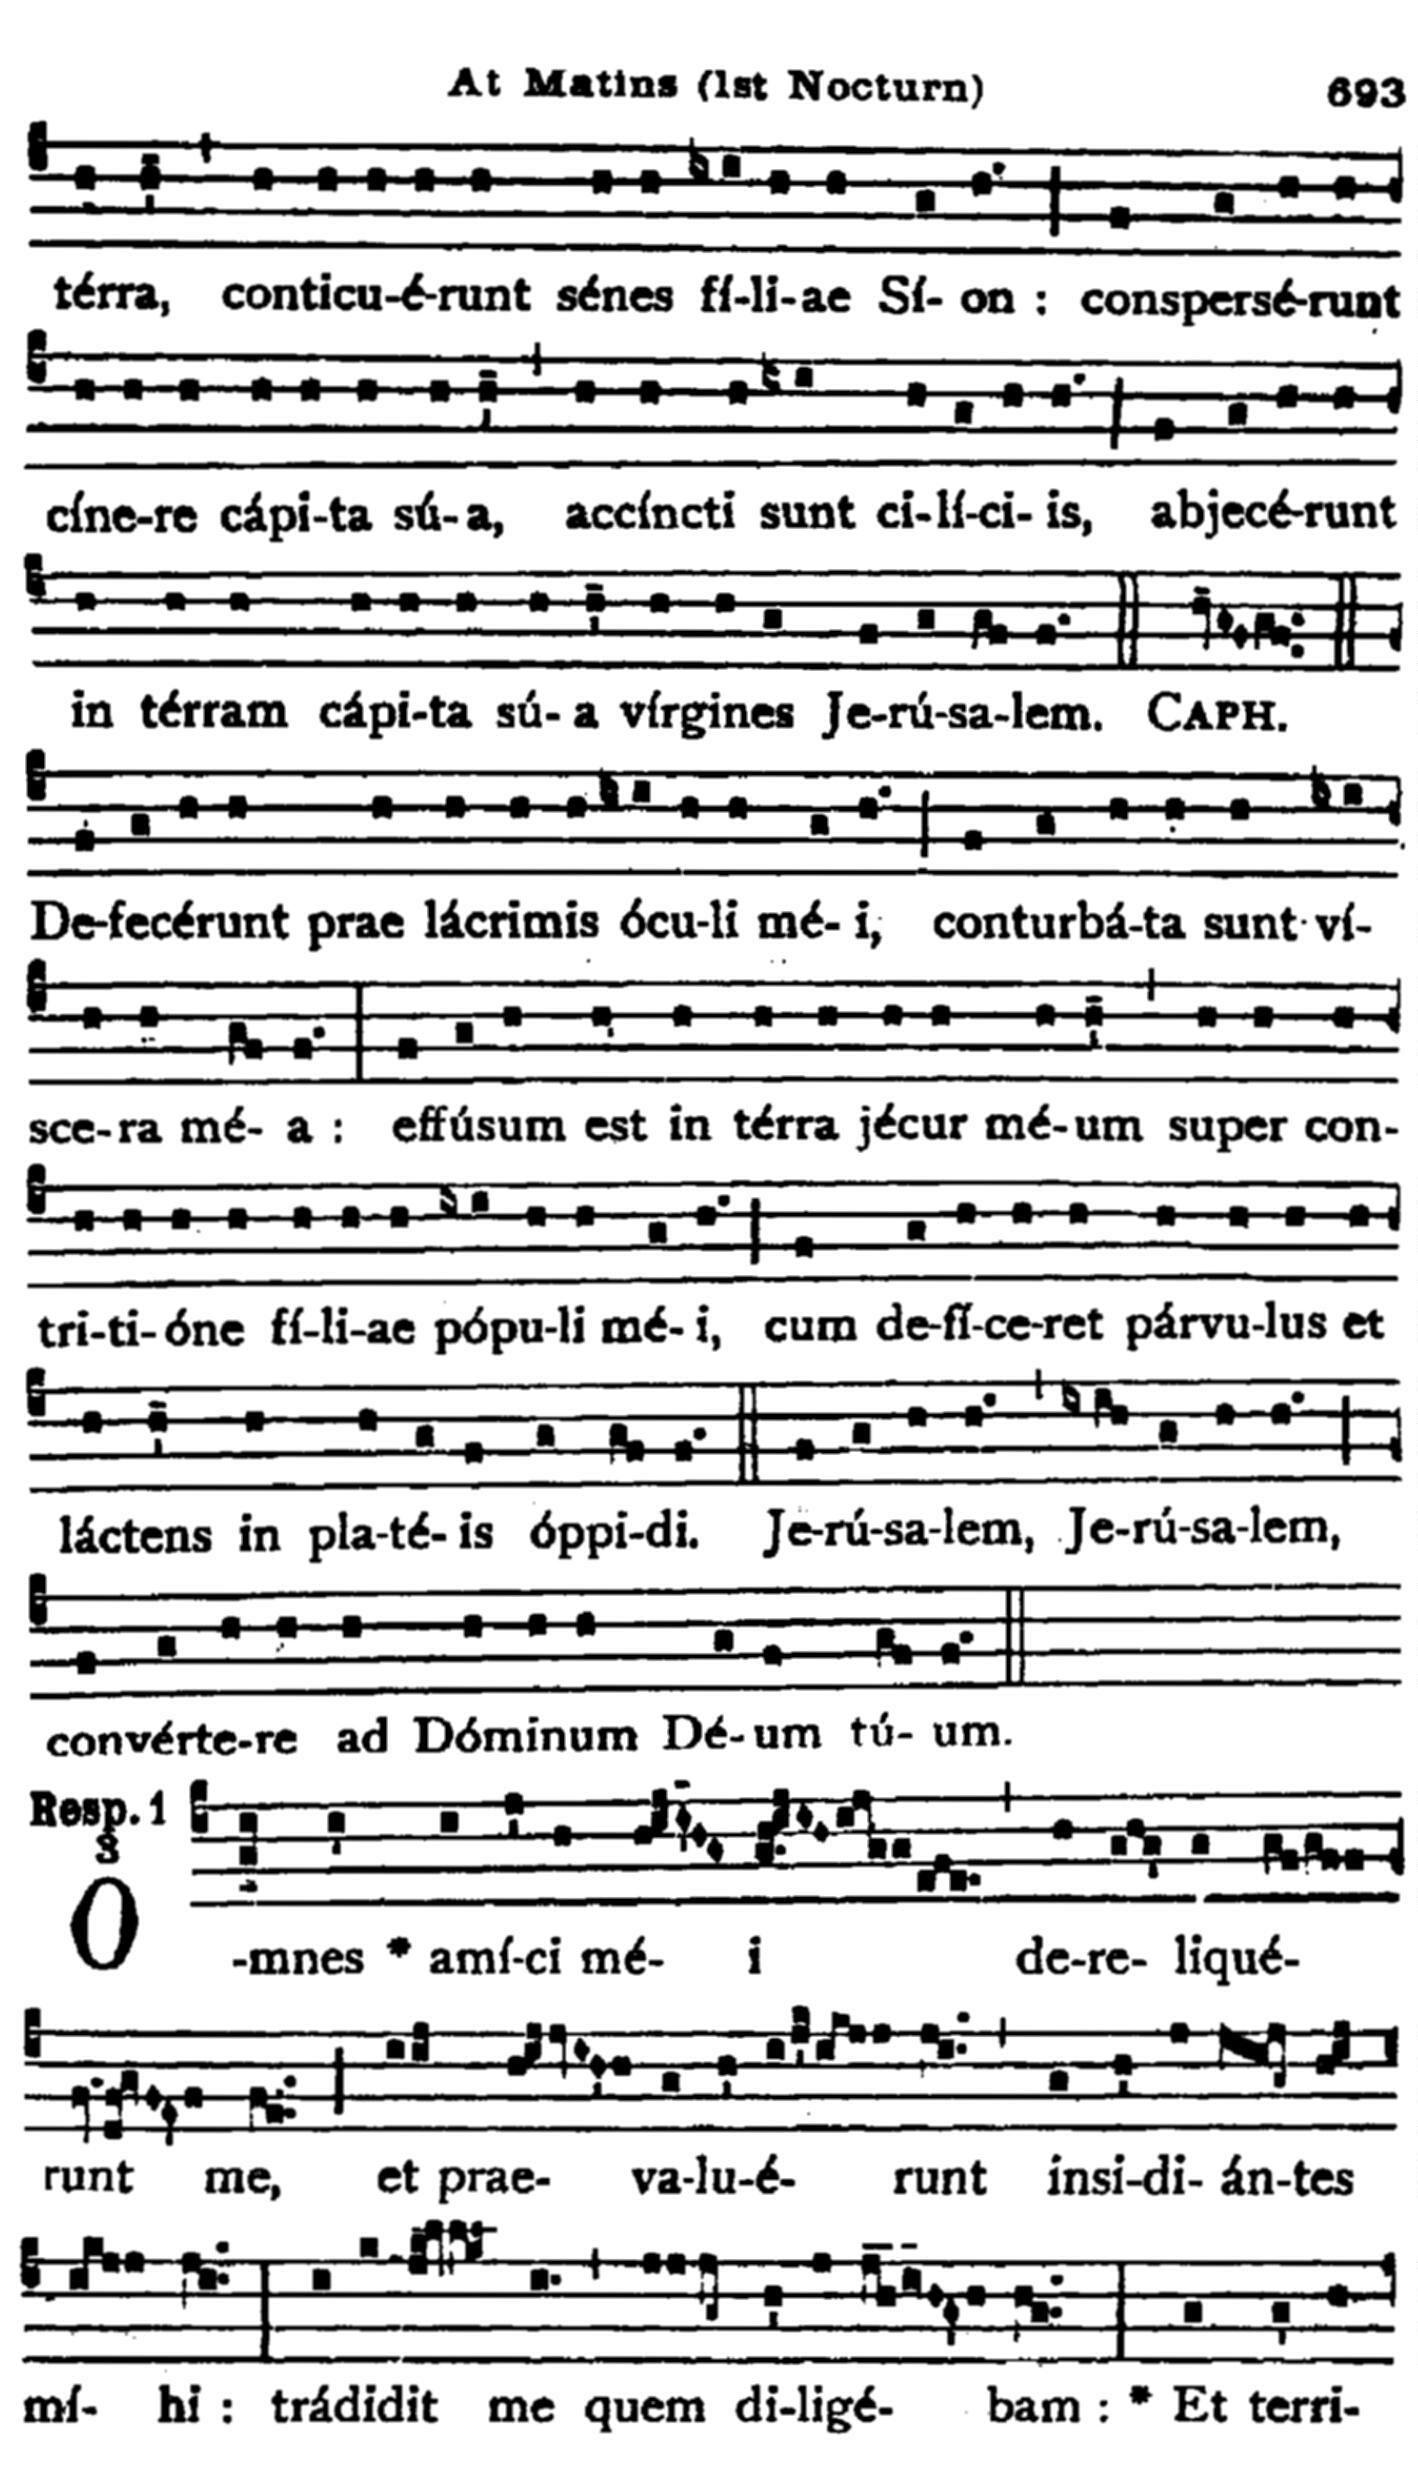 At Matins (1st Nocturn) 693
térra, conticu-é-runt sénes fí-li-ae Sí- on : conspersé-runt
cíne-re cápi-ta sú- a, accíncti sunt ci-lí-ci- is, abjecé-runt
in térram cápi-ta sú- a vírgines Je-rú-sa-lem. CAPH.
De-fecérunt prae lácrimis ócu-li mé- i, conturbá-ta sunt ví-
sce-ra mé- a : effúsum est in térra jécur mé-um super con-
tri-ti-óne fí-li-ae pópu-li mé- i, cum de-fí-ce-ret párvu-lus et
láctens in pla-té- is óppi-di. Je-rú-sa-lem, Je-rú-sa-lem,
convérte-re ad Dóminum Dé-um tú- um.
Resp. 1
3
O -mnes * amí-ci mé- i de-re- liqué-
runt me, et prae- va-lu-é- runt insi-di- án-tes
mí- hi : trádidit me quem di-ligé- bam : * Et terri-